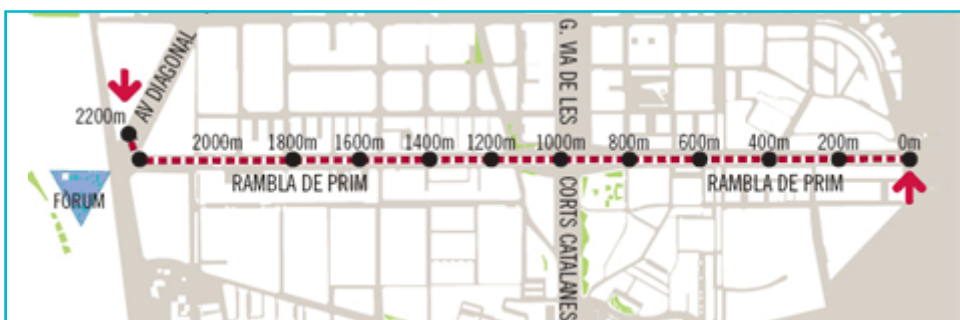 G. VIA DE LES
AV DIAGONAL
2200m
2000m
1800m
1600m
1400m
1200m
1000m
800m
600m
400m
200m
0m
RAMBLA DE PRIM
RAMBLA DE PRIM
FÒRUM
CORTS CATALANES